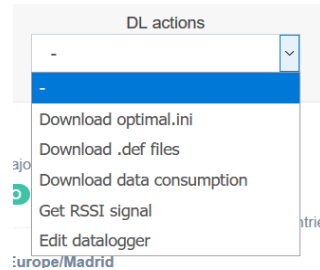 DL actions
-
-
Download optimal.ini
Download .def files
Download data consumption
Get RSSI signal
Edit datalogger
Europe/Madrid